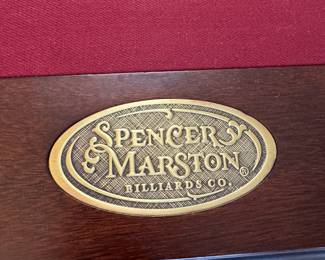 SPENCER
& MARSTON®
BILLIARDS CO.